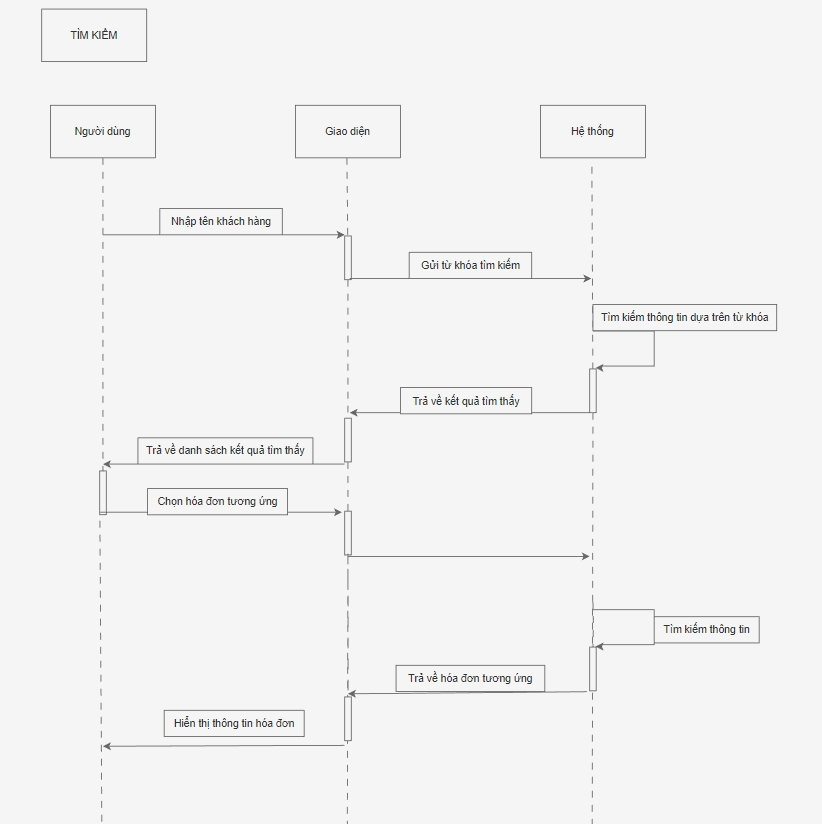 TÌM KIẾM
Người dùng
Giao diện
Hệ thống
Nhập tên khách hàng
Gửi từ khóa tìm kiếm
Tìm kiếm thông tin dựa trên từ khóa
Trả về kết quả tìm thấy
Trả về danh sách kết quả tìm thấy
Chọn hóa đơn tương ứng
Tìm kiếm thông tin
Trả về hóa đơn tương ứng
Hiển thị thông tin hóa đơn